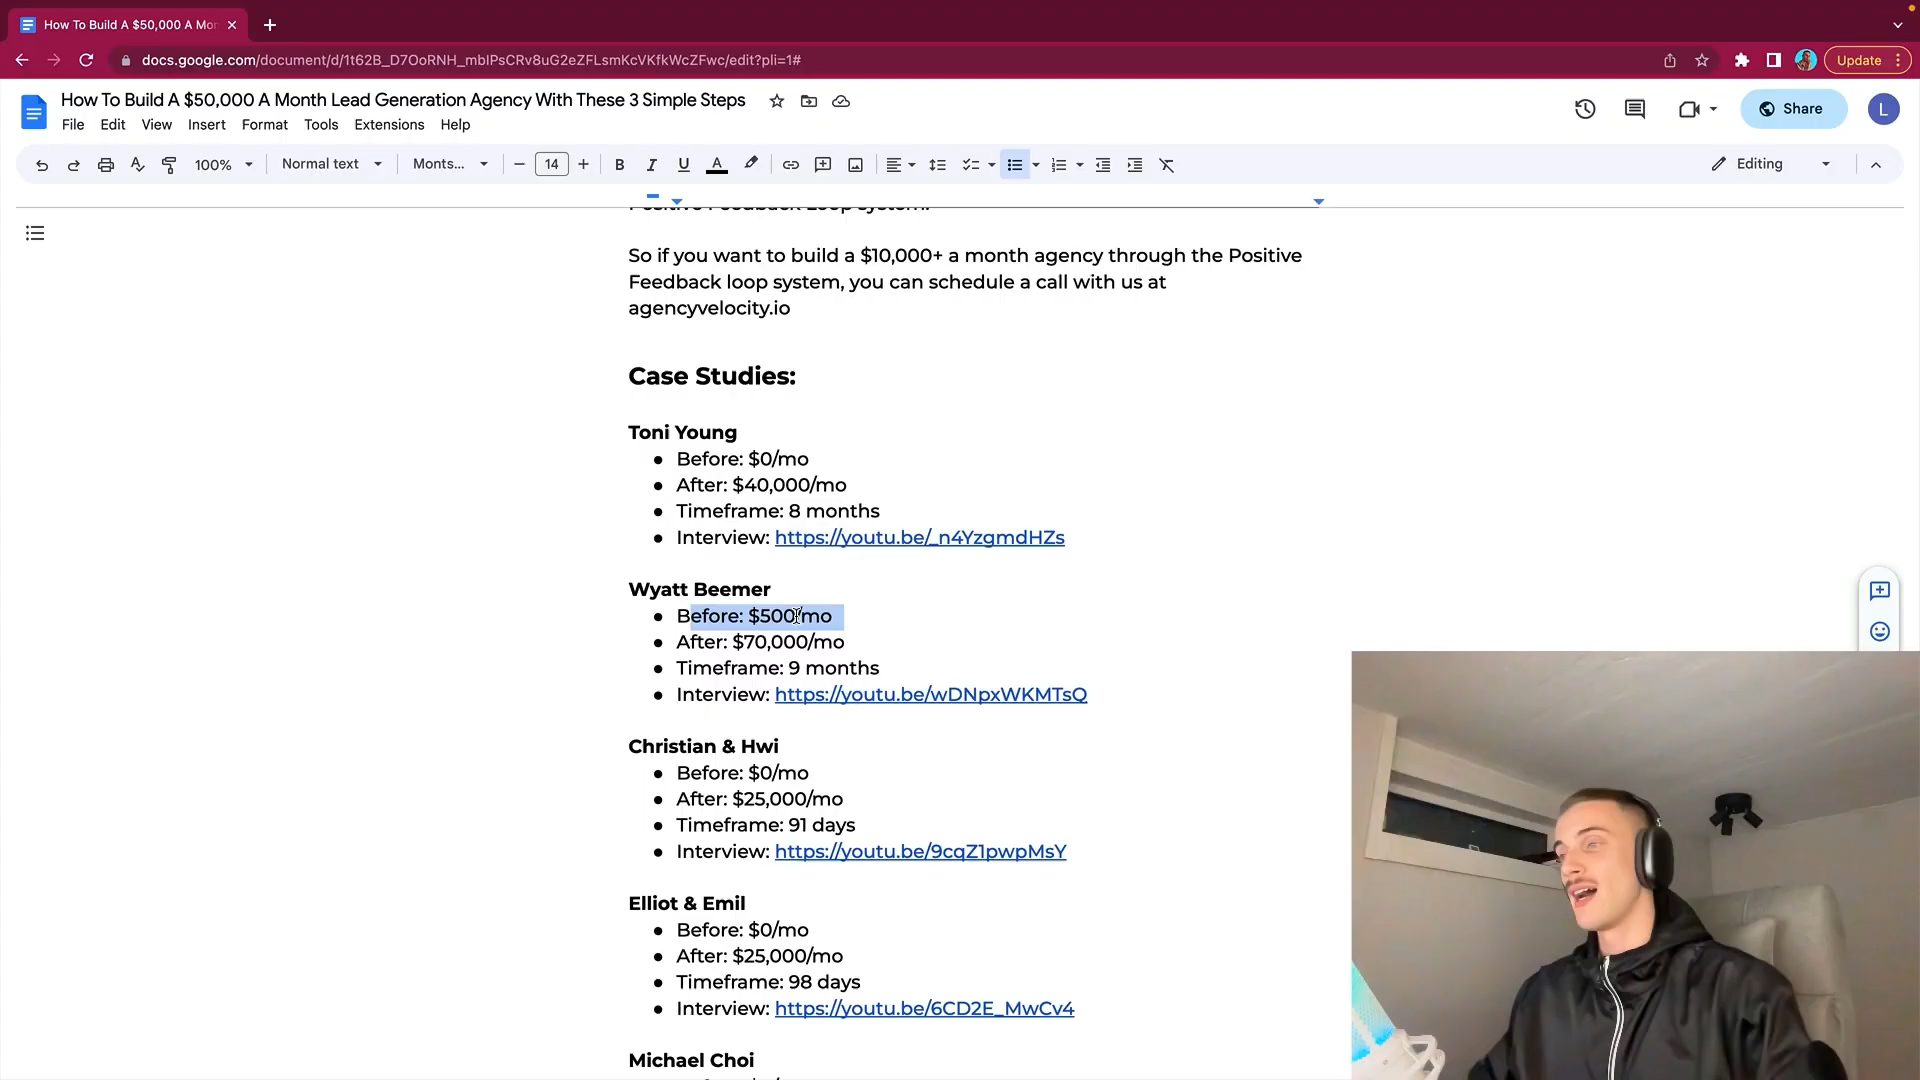 How To Build A $50,000 A Mon
docs.google.com/document/d/1t62B_D7OoRNH_mbIPsCRv8uG2eZFLsmKcVKfkWcZFwc/edit?pli=1#
Update
How To Build A $50,000 A Month Lead Generation Agency With These 3 Simple Steps
File Edit View Insert Format Tools Extensions Help
Share
L
100% Normal text Monts... 14 B I U A Editing
Positive Feedback Loop system.
So if you want to build a $10,000+ a month agency through the Positive
Feedback loop system, you can schedule a call with us at
agencyvelocity.io
Case Studies:
Toni Young
● Before: $0/mo
● After: $40,000/mo
● Timeframe: 8 months
● Interview: https://youtu.be/_n4YzgmdHZs
Wyatt Beemer
● Before: $500/mo
● After: $70,000/mo
● Timeframe: 9 months
● Interview: https://youtu.be/wDNpxWKMTsQ
Christian & Hwi
● Before: $0/mo
● After: $25,000/mo
● Timeframe: 91 days
● Interview: https://youtu.be/9cqZ1pwpMsY
Elliot & Emil
● Before: $0/mo
● After: $25,000/mo
● Timeframe: 98 days
● Interview: https://youtu.be/6CD2E_MwCv4
Michael Choi